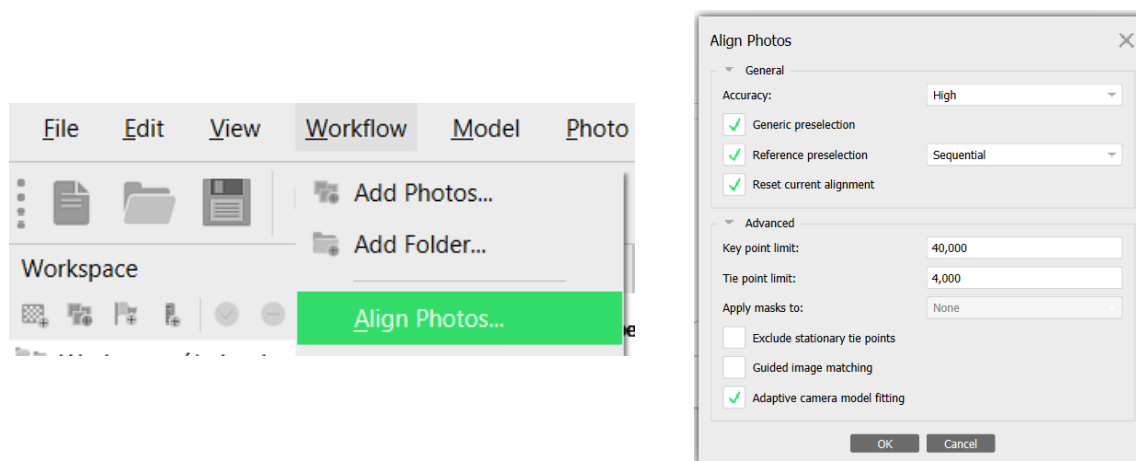 File Edit View Workflow Model Photo
Add Photos...
Add Folder...
Workspace
Align Photos...
Align Photos
General
Accuracy: High
Generic preselection
Reference preselection Sequential
Reset current alignment
Advanced
Key point limit: 40,000
Tie point limit: 4,000
Apply masks to: None
Exclude stationary tie points
Guided image matching
Adaptive camera model fitting
OK Cancel